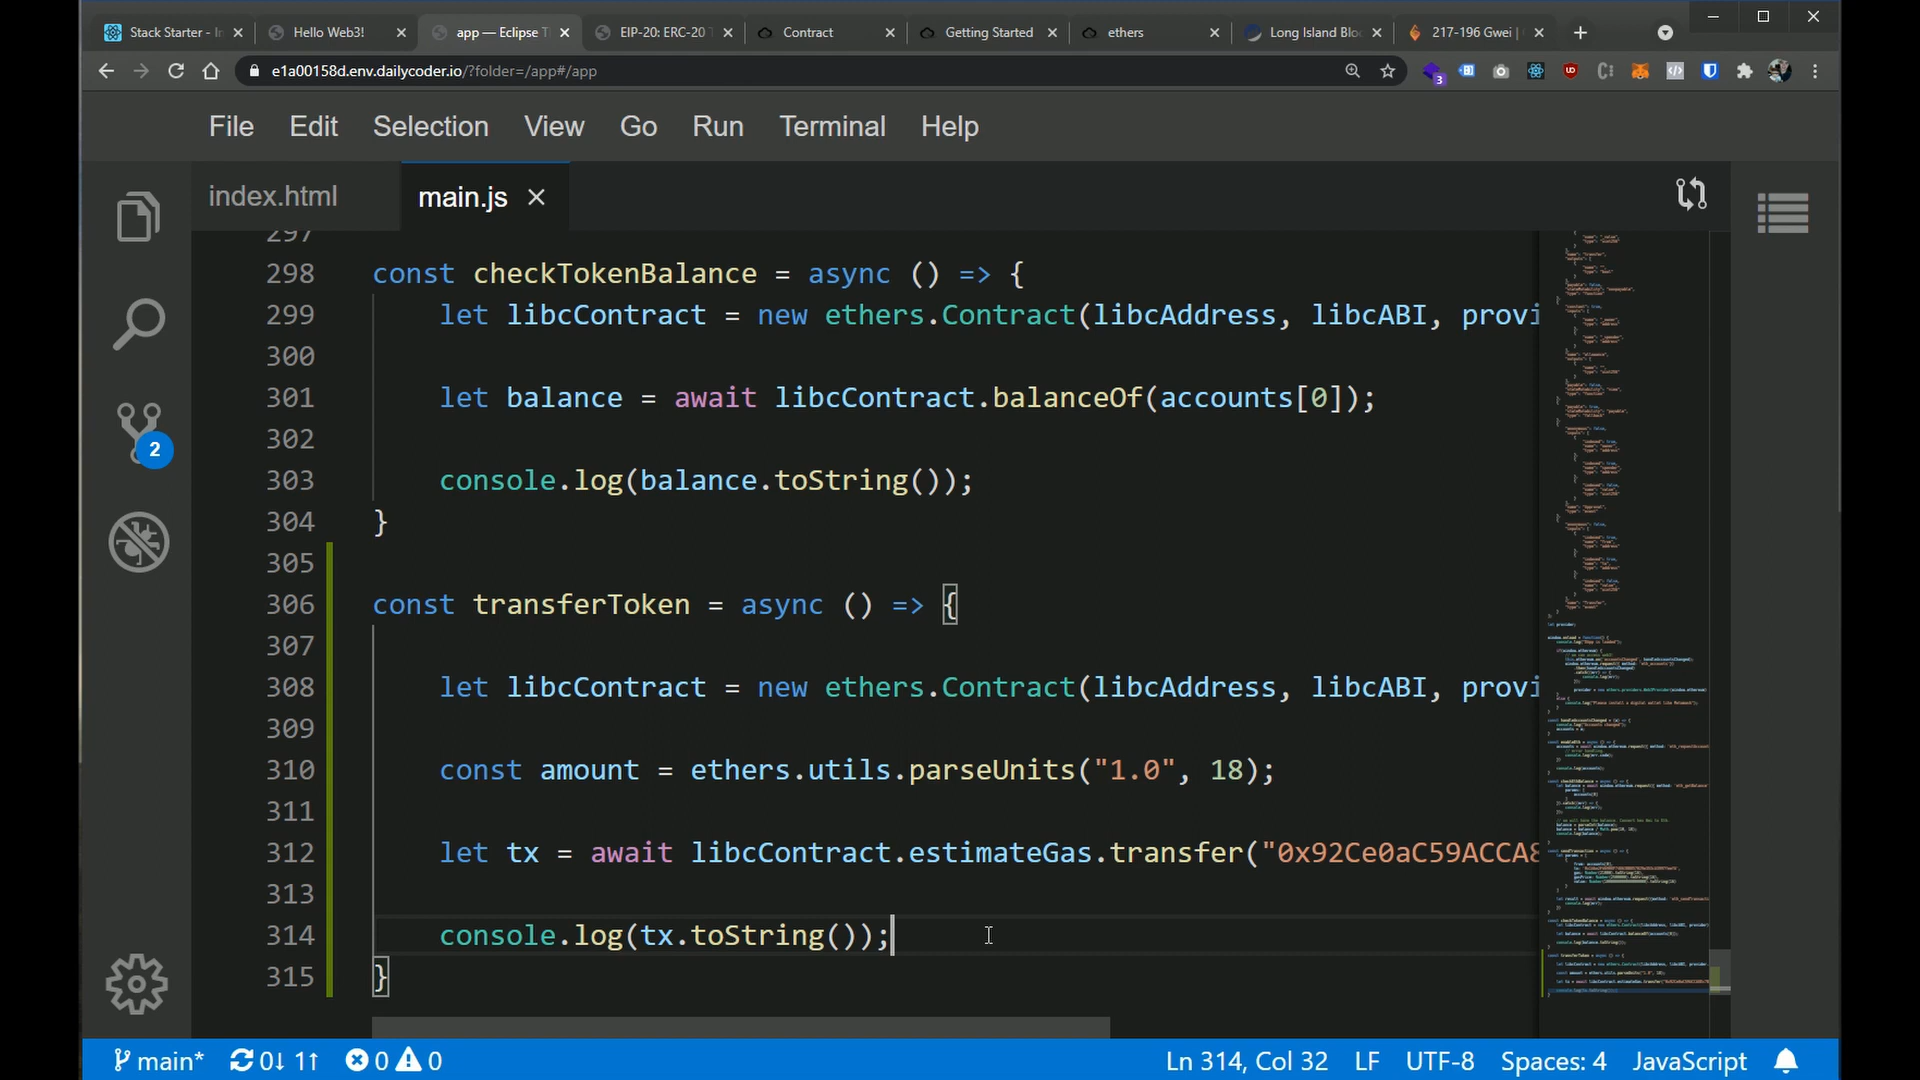 Stack Starter - In
Hello Web3!
app — Eclipse T
EIP-20: ERC-20 T
Contract
Getting Started
ethers
Long Island Bloc
217-196 Gwei |
e1a00158d.env.dailycoder.io/?folder=/app#/app
3
File Edit Selection View Go Run Terminal Help
index.html
main.js
297
298 const checkTokenBalance = async () => {
299 let libcContract = new ethers.Contract(libcAddress, libcABI, provi
300
301 let balance = await libcContract.balanceOf(accounts[0]);
302
303 console.log(balance.toString());
304 }
305
306 const transferToken = async () => {
307
308 let libcContract = new ethers.Contract(libcAddress, libcABI, provi
309
310 const amount = ethers.utils.parseUnits("1.0", 18);
311
312 let tx = await libcContract.estimateGas.transfer("0x92Ce0aC59ACCA8
313
314 console.log(tx.toString());
315 }
2
main* 0↓ 1↑ 0 0 Ln 314, Col 32 LF UTF-8 Spaces: 4 JavaScript